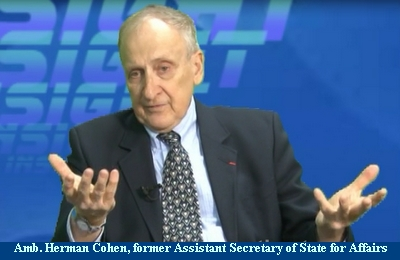 Amb. Herman Cohen, former Assistant Secretary of State for Affairs